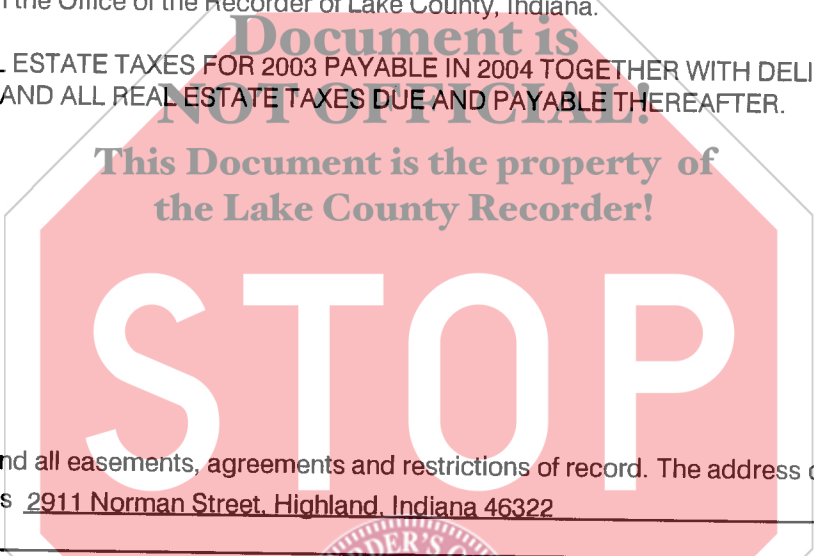 the Office of the Recorder of Lake County, Indiana.
Document is
ESTATE TAXES FOR 2003 PAYABLE IN 2004 TOGETHER WITH DELI
NOT OFFICIAL!
AND ALL REAL ESTATE TAXES DUE AND PAYABLE THEREAFTER.
This Document is the property of
the Lake County Recorder!
STOP
nd all easements, agreements and restrictions of record. The address o
s 2911 Norman Street, Highland, Indiana 46322
DER'S